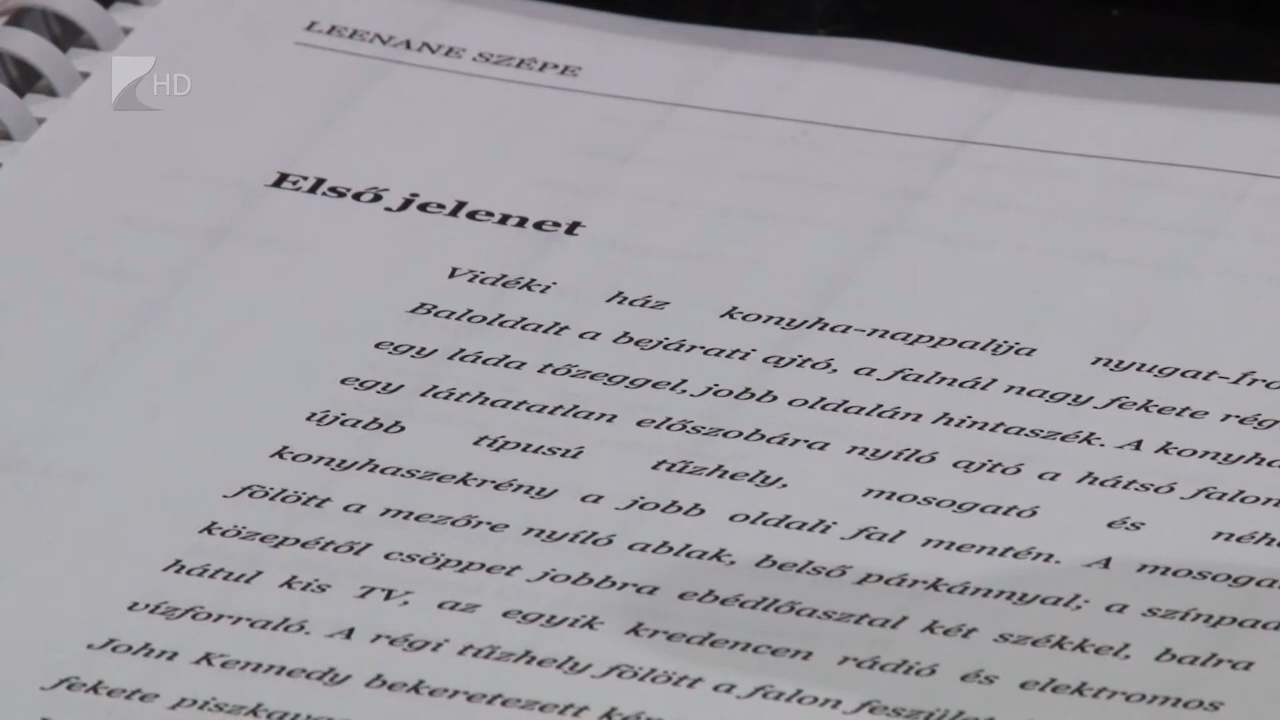 LEENANE SZÉPE
HD
Első jelenet
Vidéki ház konyha-nappalija
Baloldalt a bejárati ajtó, a falnál nagy fekete
egy láda tőzeggel, jobb oldalán hintaszék. A
egy láthatatlan előszobára nyíló ajtó a hátsó falon
újabb típusú tűzhely, mosogató és
konyhaszekrény a jobb oldali fal mentén. A
fölött a mezőre nyíló ablak, belső párkánnyal; a
közepétől csöppet jobbra ebédlőasztal két székkel, balra
hátul kis TV, az egyik kredencen rádió és elektromos
vízforraló. A régi tűzhely fölött a falon
John Kennedy bekeretezett
fekete